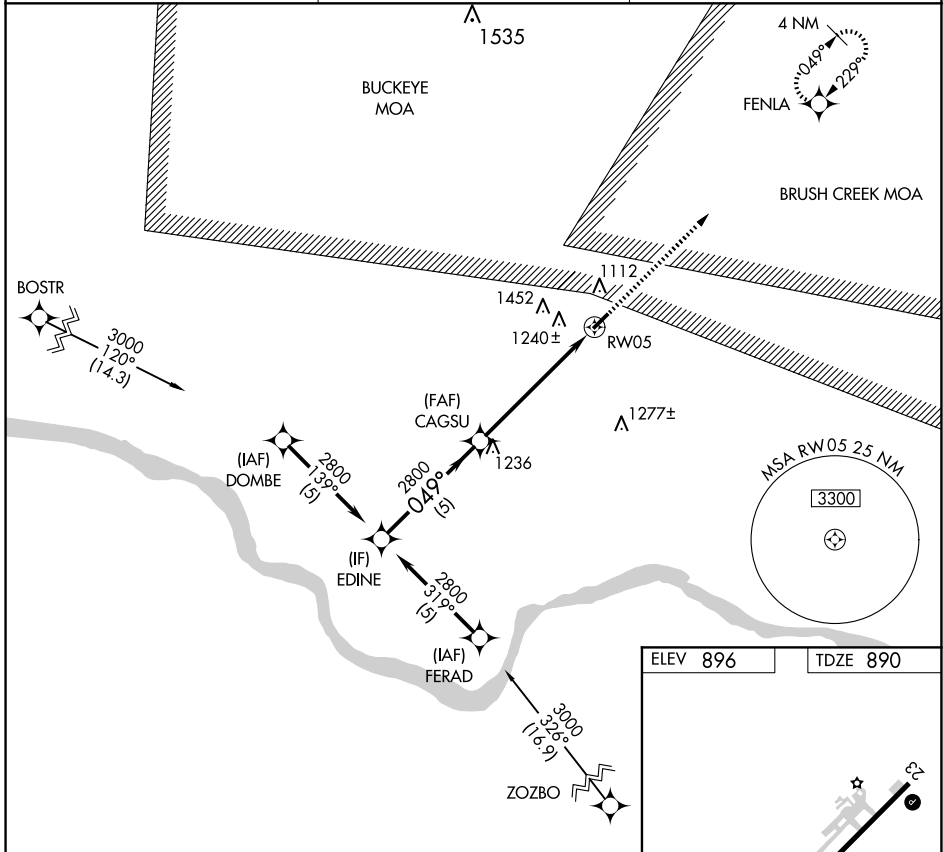 1535
4 NM
049°
229°
FENLA
BUCKEYE
MOA
BRUSH CREEK MOA
BOSTR
3000
120°
(14.3)
1112
1452
1240±
RW05
(FAF)
CAGSU
1277±
1236
(IAF)
DOMBE
2800
139°
(5)
2800
049°
(5)
MSA RW05 25 NM
3300
(IF)
EDINE
2800
319°
(5)
(IAF)
FERAD
3000
326°
(16.9)
ZOZBO
ELEV 896
TDZE 890
23
P